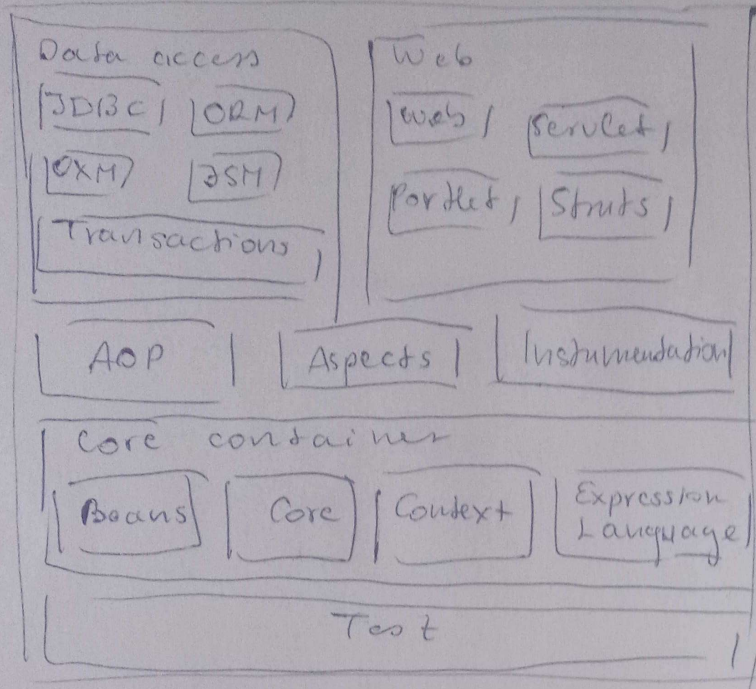 Data access
JDBC ORM
OXM JSM
Transactions
Web
Web Servlet
Portlet Struts
AOP Aspects Instumendation
Core container
Beans Core Context Expression
Language
Test